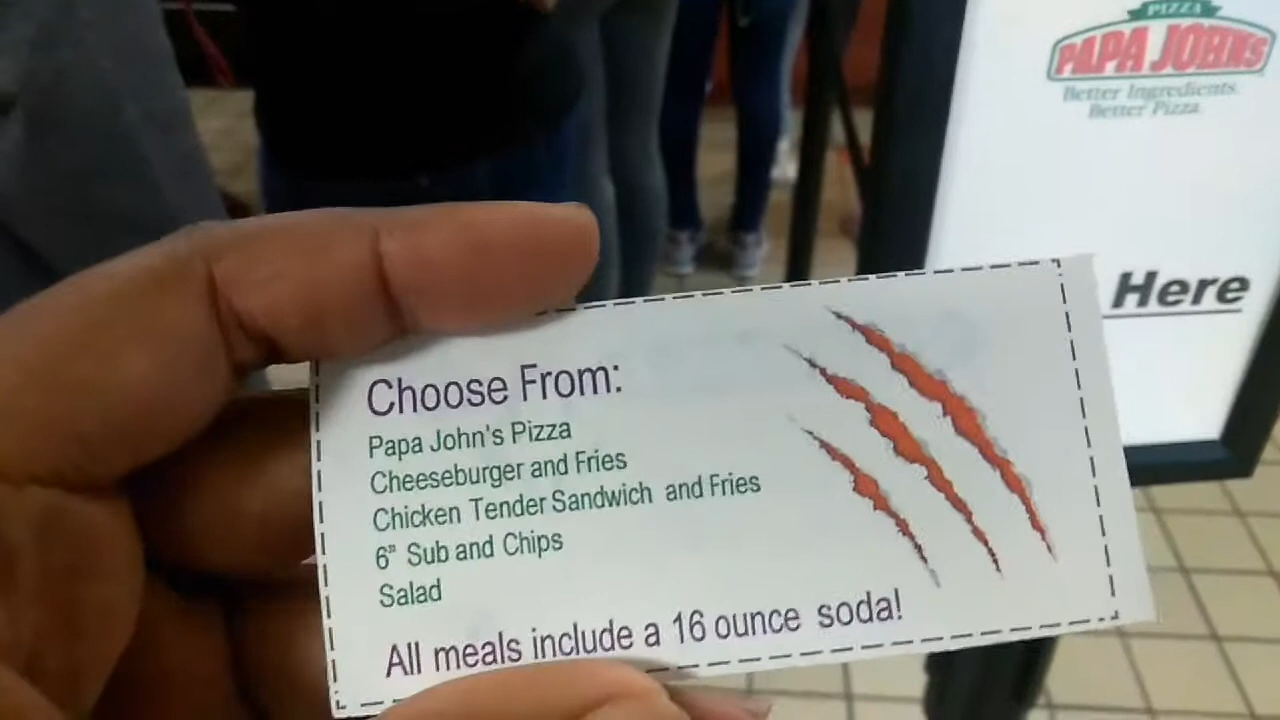 PIZZA
PAPA JOHN'S
Better Ingredients.
Better Pizza.
Here
Choose From:
Papa John's Pizza
Cheeseburger and Fries
Chicken Tender Sandwich and Fries
6" Sub and Chips
Salad
All meals include a 16 ounce soda!